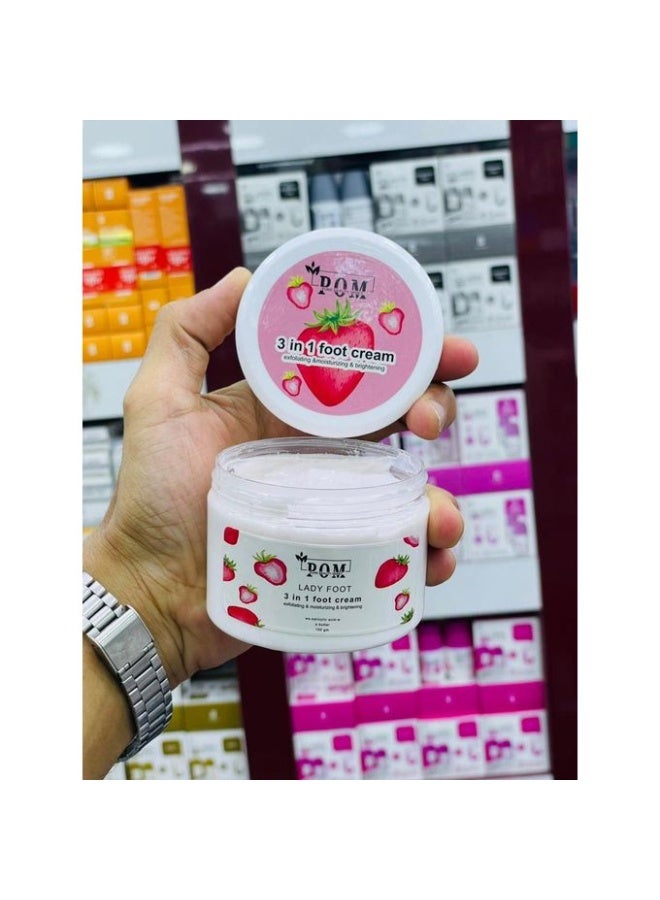 POM
3 in 1 foot cream
exfoliating &moisturizing & brightening
POM
LADY FOOT
3 in 1 foot cream
exfoliating & moisturizing & brightening